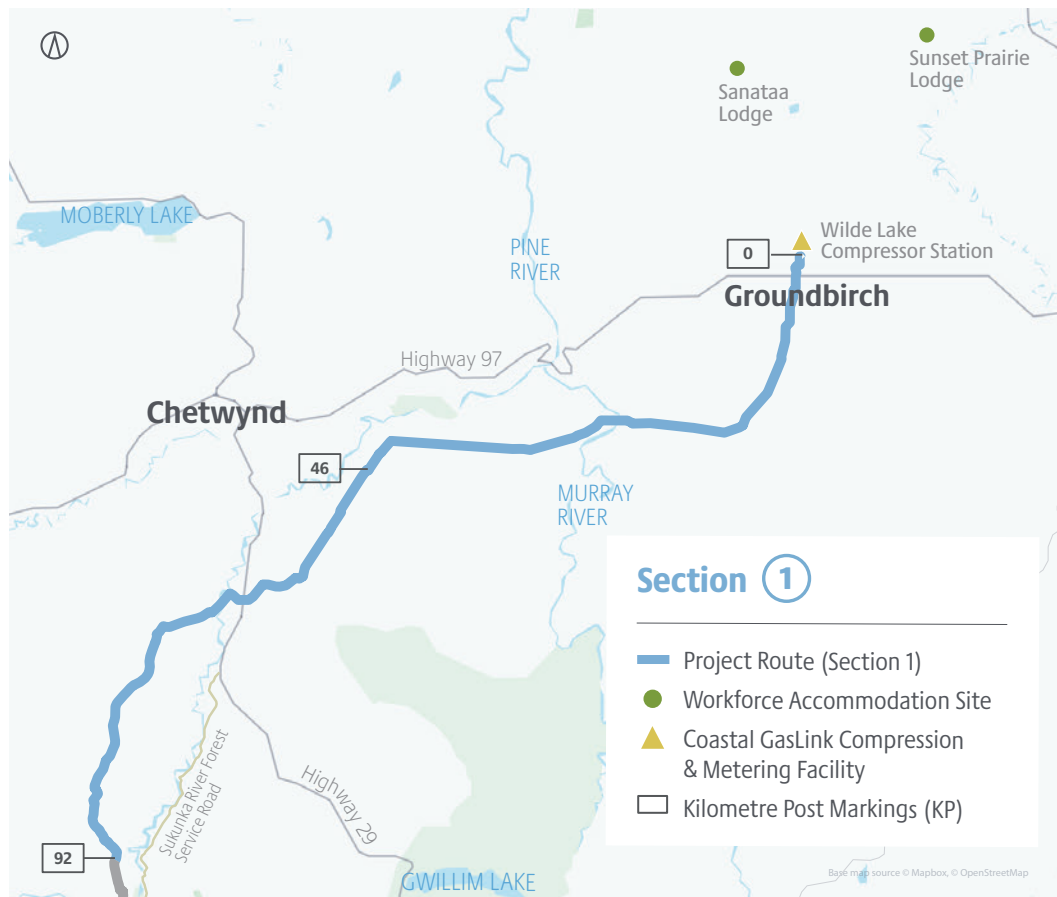 Sunset Prairie
Lodge
Sanataa
Lodge
MOBERLY LAKE
PINE
RIVER
0
Wilde Lake
Compressor Station
Groundbirch
Highway 97
Chetwynd
46
MURRAY
RIVER
Section 1
Project Route (Section 1)
Workforce Accommodation Site
Coastal GasLink Compression
& Metering Facility
Kilometre Post Markings (KP)
Sukunka River Forest
Service Road
Highway 29
92
GWILLIM LAKE
Base map source © Mapbox, © OpenStreetMap